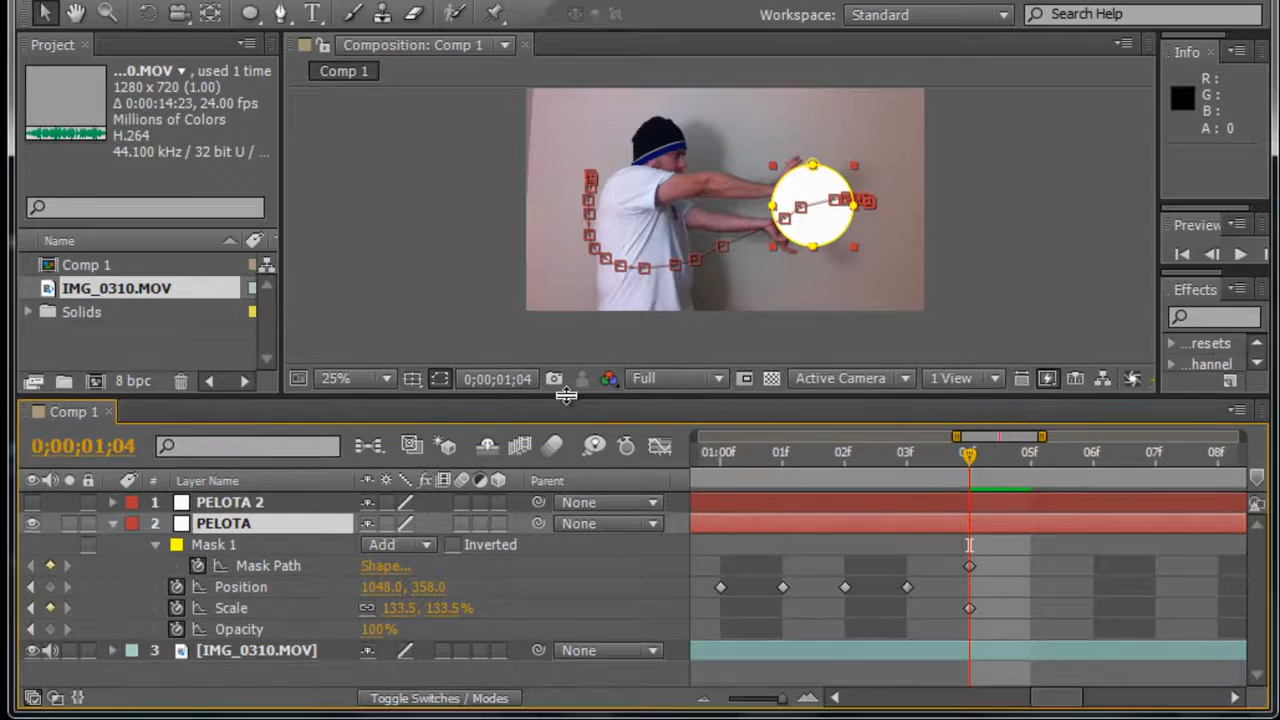 Workspace: Standard Search Help
Project
Composition: Comp 1
Info
Comp 1
...0.MOV ▾ , used 1 time
1280 x 720 (1.00)
Δ 0:00:14:23, 24.00 fps
Millions of Colors
H.264
44.100 kHz / 32 bit U / ...
R :
G :
B :
A : 0
Preview
Name
Comp 1
IMG_0310.MOV
Solids
Effects
...resets
...hannel
8 bpc
25% 0;00;01;04 Full Active Camera 1 View
Comp 1
0;00;01;04
01:00f 01f 02f 03f 05f 06f 07f 08f
# Layer Name Parent
1 PELOTA 2 None
2 PELOTA None
Mask 1 Add Inverted
Mask Path Shape...
Position 1048.0, 358.0
Scale 133.5, 133.5%
Opacity 100%
3 [IMG_0310.MOV] None
Toggle Switches / Modes